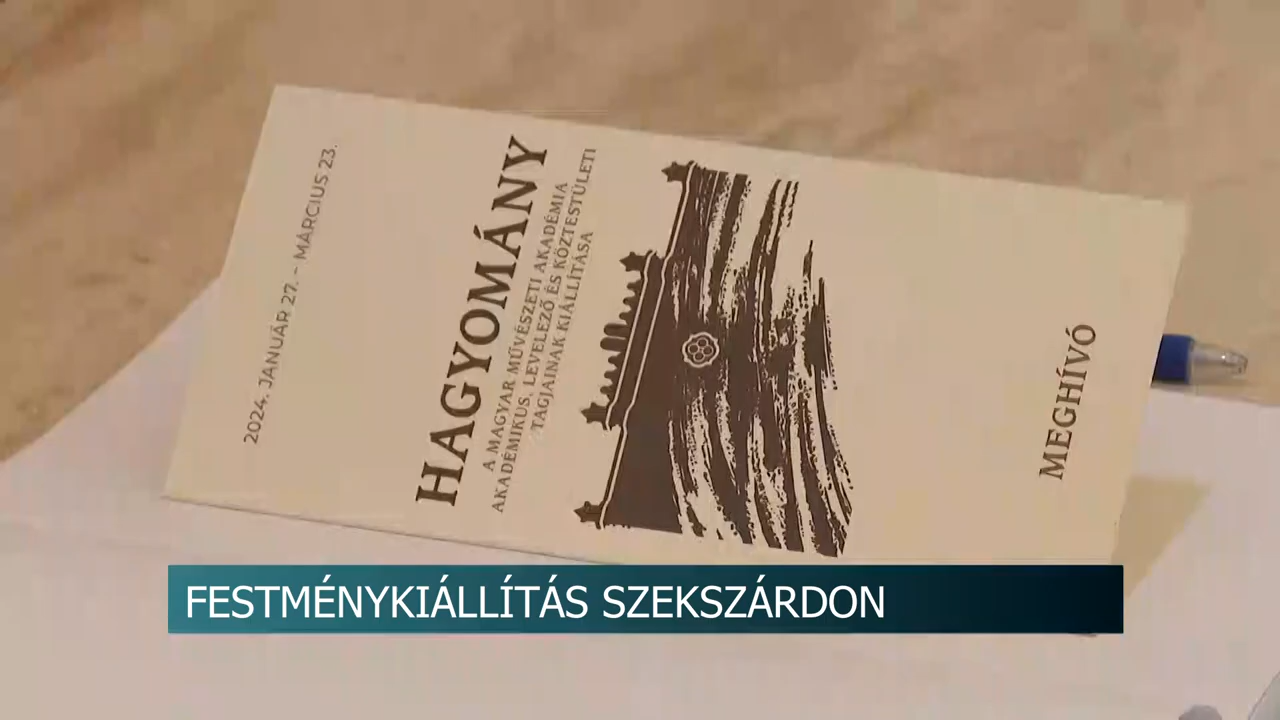 2024. JANUÁR 27. – MÁRCIUS 23.
HAGYOMÁNY
A MAGYAR MŰVÉSZETI AKADÉMIA
AKADÉMIKUS, LEVELEZŐ ÉS KÖZTESTÜLETI
TAGJAINAK KIÁLLÍTÁSA
MEGHÍVÓ
FESTMÉNYKIÁLLÍTÁS SZEKSZÁRDON